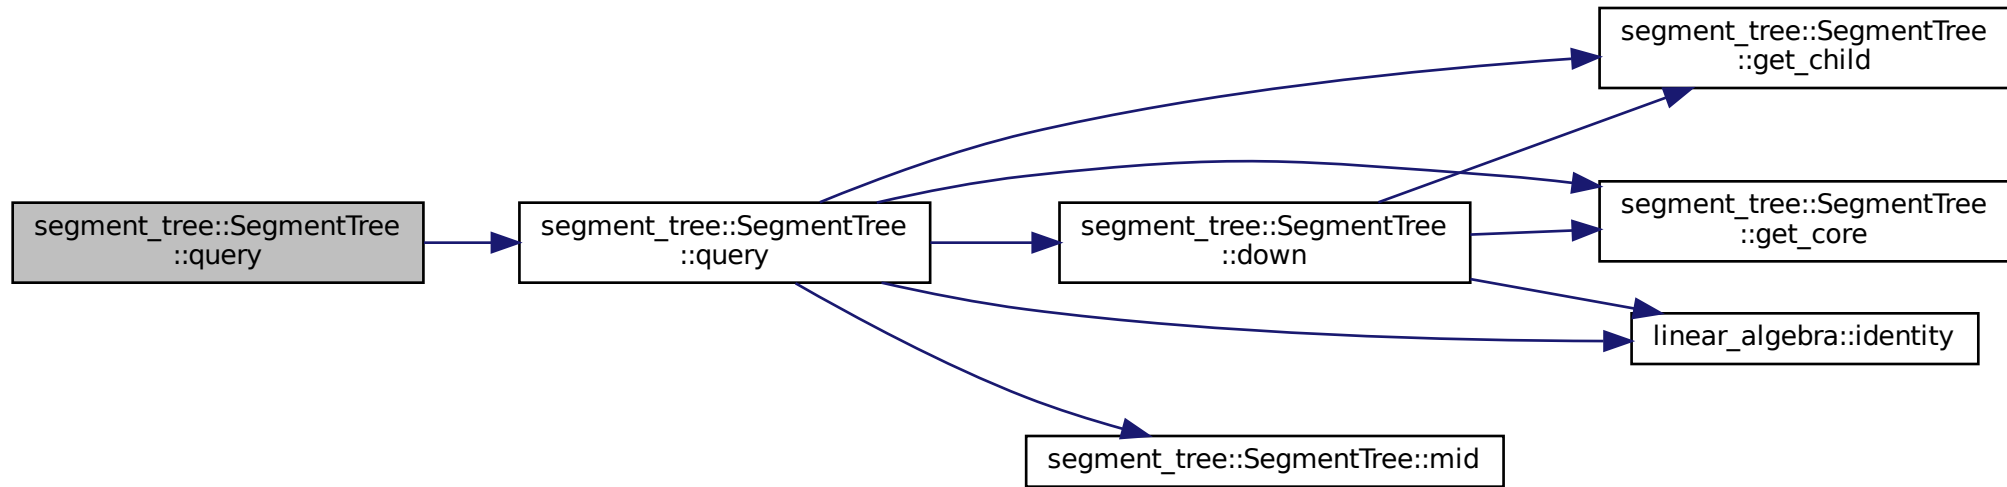 segment_tree::SegmentTree
::query
segment_tree::SegmentTree
::query
segment_tree::SegmentTree
::down
segment_tree::SegmentTree
::get_child
segment_tree::SegmentTree
::get_core
linear_algebra::identity
segment_tree::SegmentTree::mid